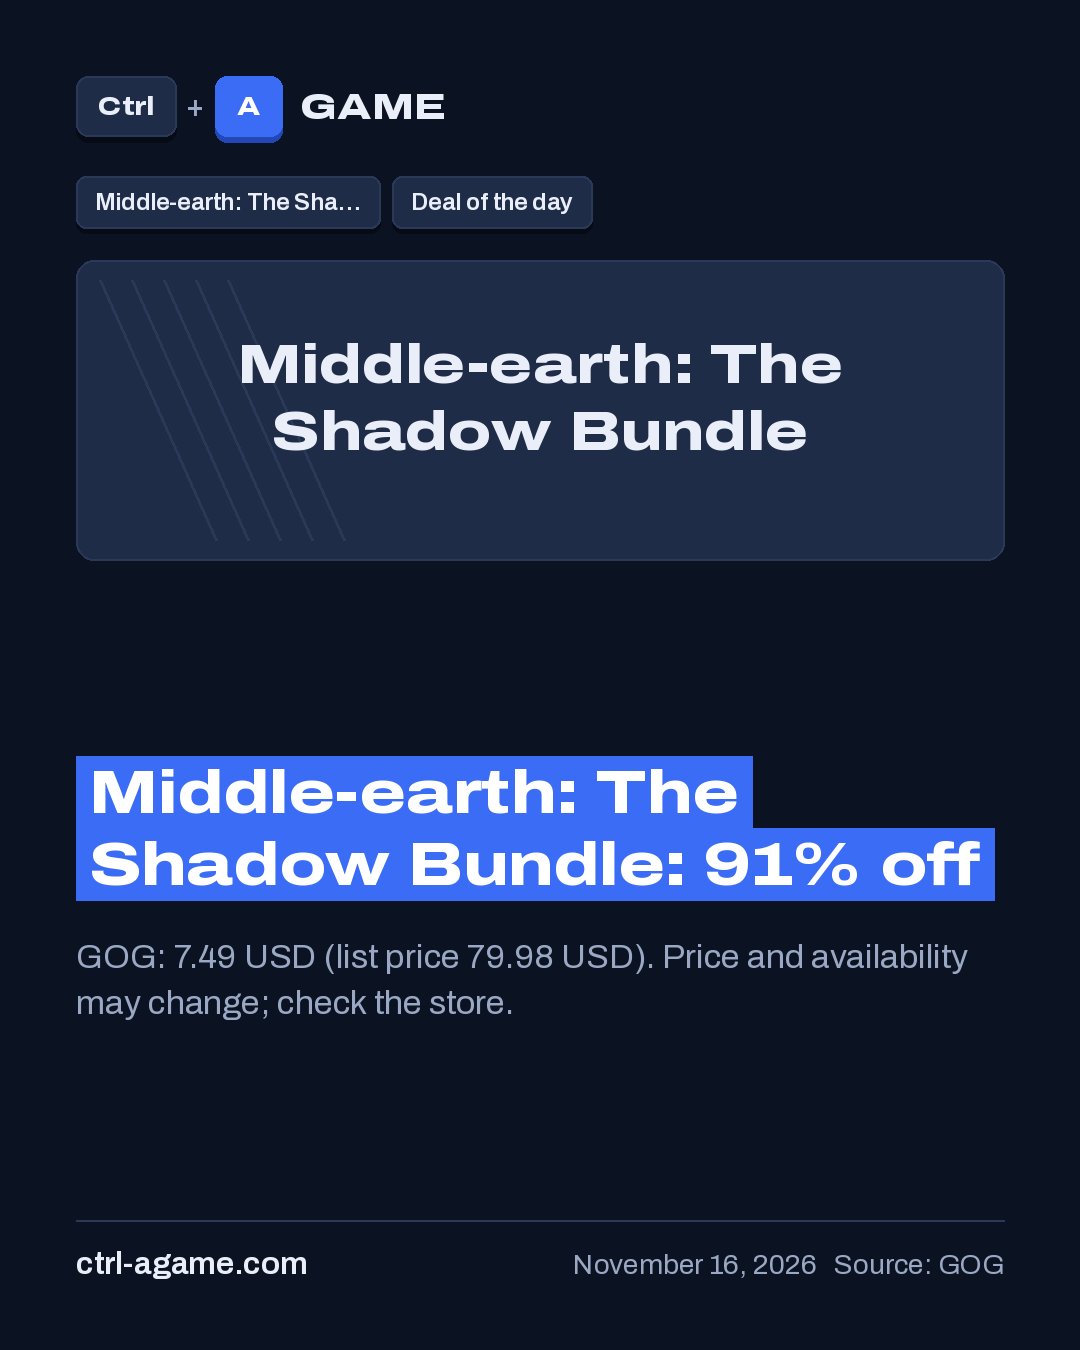 Ctrl + A GAME
Middle-earth: The Sha... Deal of the day
Middle-earth: The
Shadow Bundle
Middle-earth: The
Shadow Bundle: 91% off
GOG: 7.49 USD (list price 79.98 USD). Price and availability
may change; check the store.
ctrl-agame.com November 16, 2026 Source: GOG